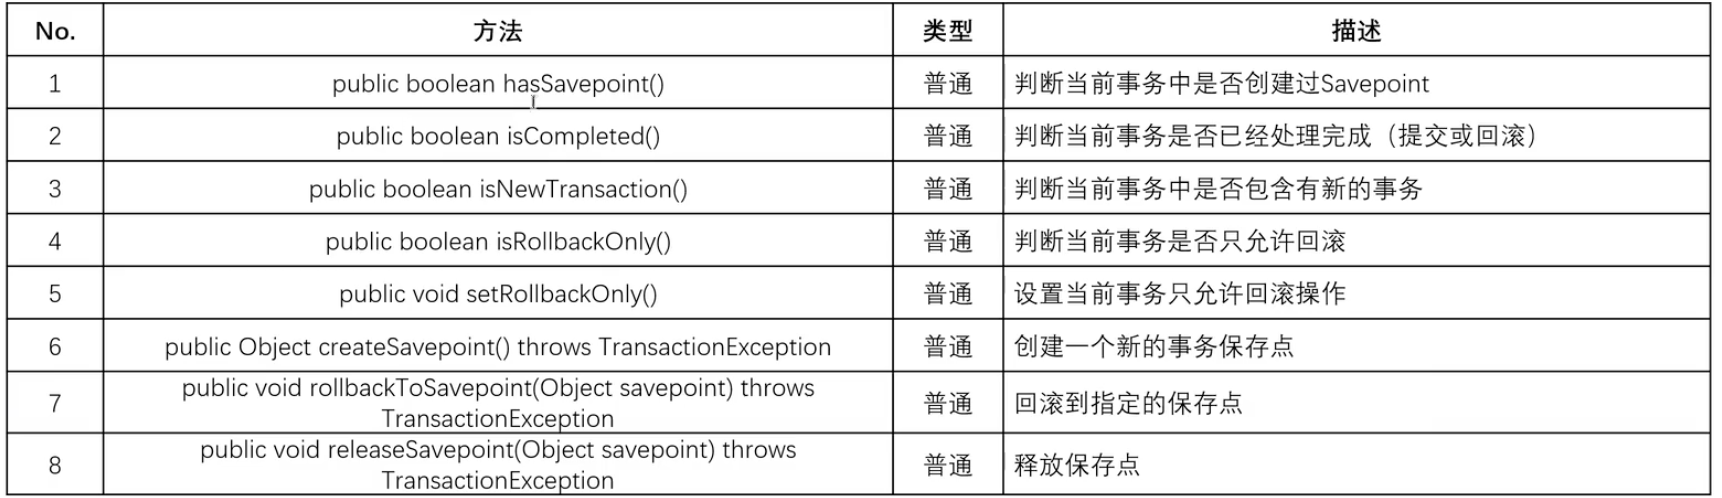 No. 方法 类型 描述
1 public boolean hasSavepoint() 普通 判断当前事务中是否创建过Savepoint
2 public boolean isCompleted() 普通 判断当前事务是否已经处理完成（提交或回滚）
3 public boolean isNewTransaction() 普通 判断当前事务中是否包含有新的事务
4 public boolean isRollbackOnly() 普通 判断当前事务是否只允许回滚
5 public void setRollbackOnly() 普通 设置当前事务只允许回滚操作
6 public Object createSavepoint() throws TransactionException 普通 创建一个新的事务保存点
7 public void rollbackToSavepoint(Object savepoint) throws
TransactionException 普通 回滚到指定的保存点
8 public void releaseSavepoint(Object savepoint) throws
TransactionException 普通 释放保存点